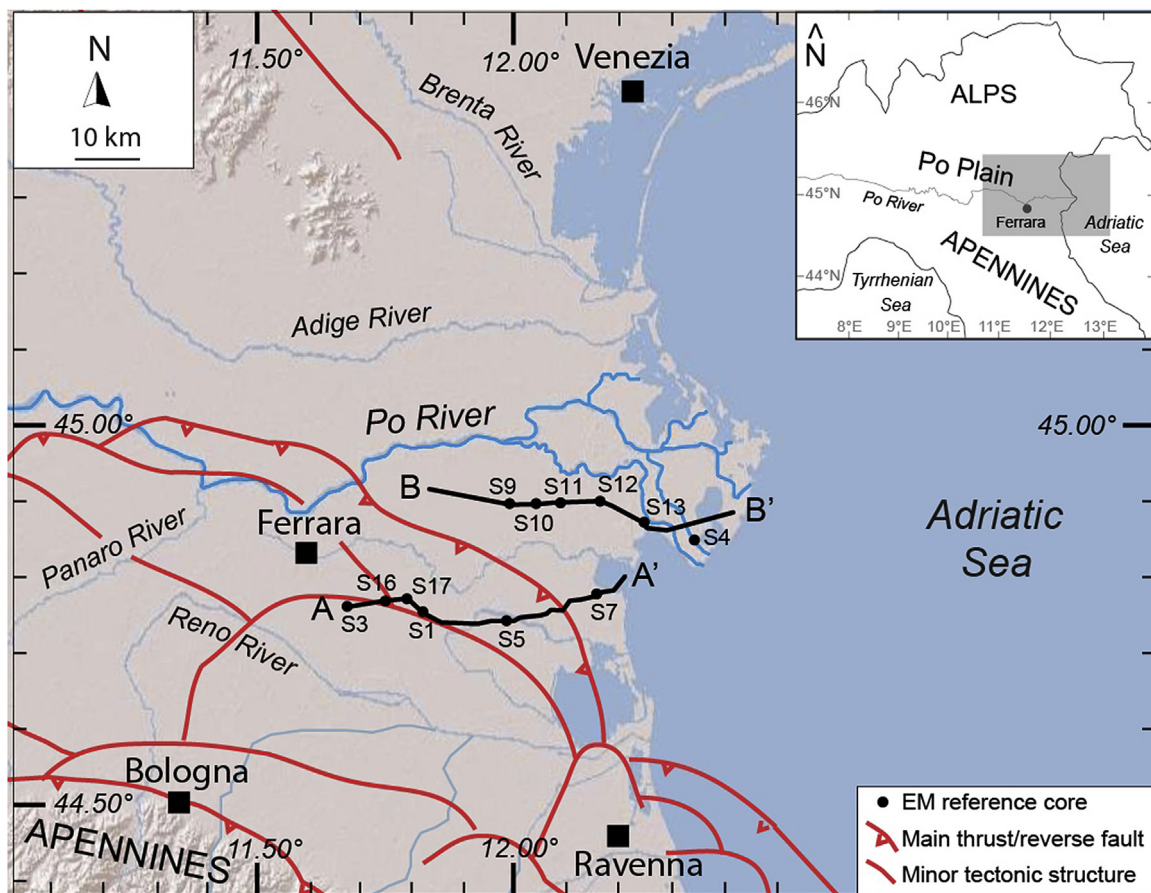 N
10 km
11.50°
12.00°
Venezia
Brenta River
N
46°N
ALPS
Po Plain
45°N
Po River
Ferrara
Adriatic
Sea
APENNINES
44°N
Tyrrhenian
Sea
8°E
9°E
10°E
11°E
12°E
13°E
Adige River
45.00°
Po River
45.00°
B
S9
S10
S11
S12
S13
B'
S4
Adriatic
Sea
Ferrara
Panaro River
A
S3
S16
S17
S1
S5
S7
A'
Reno River
Bologna
44.50°
APENNINES
11.50°
12.00°
Ravenna
EM reference core
Main thrust/reverse fault
Minor tectonic structure